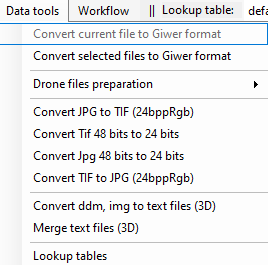 Data tools Workflow || Lookup table: defa
Convert current file to Giwer format
Convert selected files to Giwer format
Drone files preparation
Convert JPG to TIF (24bppRgb)
Convert Tif 48 bits to 24 bits
Convert Jpg 48 bits to 24 bits
Convert TIF to JPG (24bppRgb)
Convert ddm, img to text files (3D)
Merge text files (3D)
Lookup tables